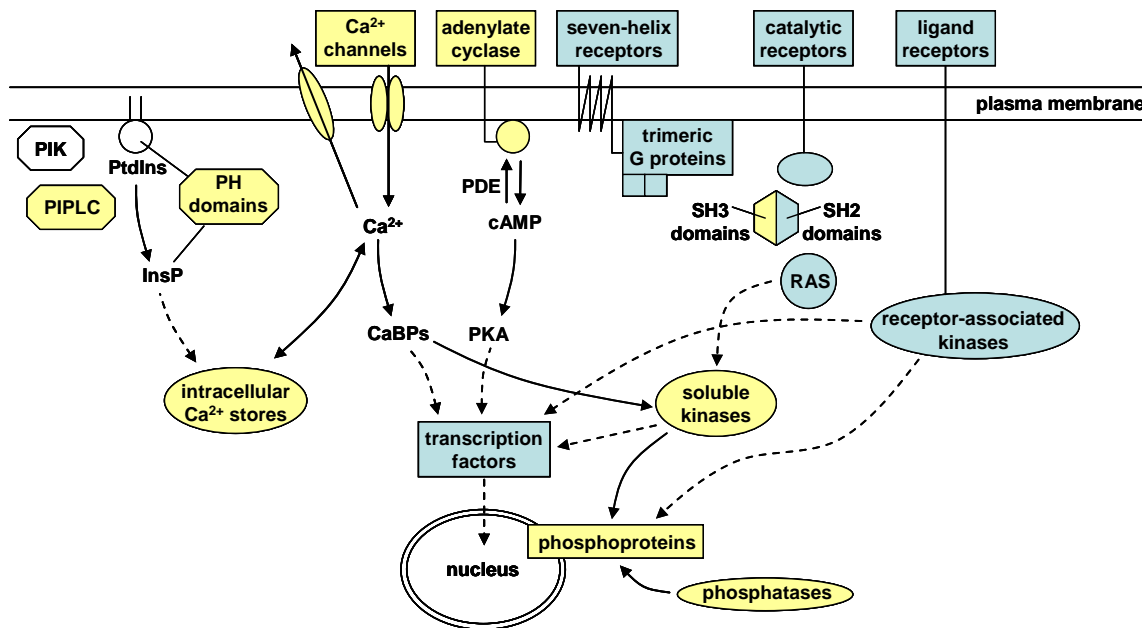 Ca²⁺
channels
adenylate
cyclase
seven-helix
receptors
catalytic
receptors
ligand
receptors
plasma membrane
PIK
PtdIns
PIPLC
PH
domains
InsP
Ca²⁺
PDE
cAMP
trimeric
G proteins
SH3
domains
SH2
domains
RAS
receptor-associated
kinases
CaBPs
PKA
intracellular
Ca²⁺ stores
soluble
kinases
transcription
factors
phosphoproteins
nucleus
phosphatases